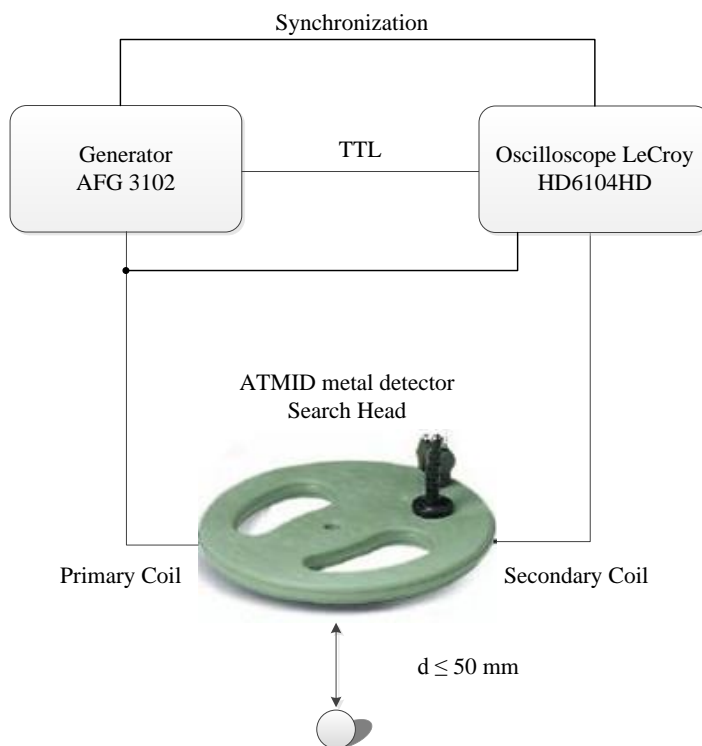 Synchronization
Generator
AFG 3102
TTL
Oscilloscope LeCroy
HD6104HD
ATMID metal detector
Search Head
Primary Coil
Secondary Coil
d ≤ 50 mm